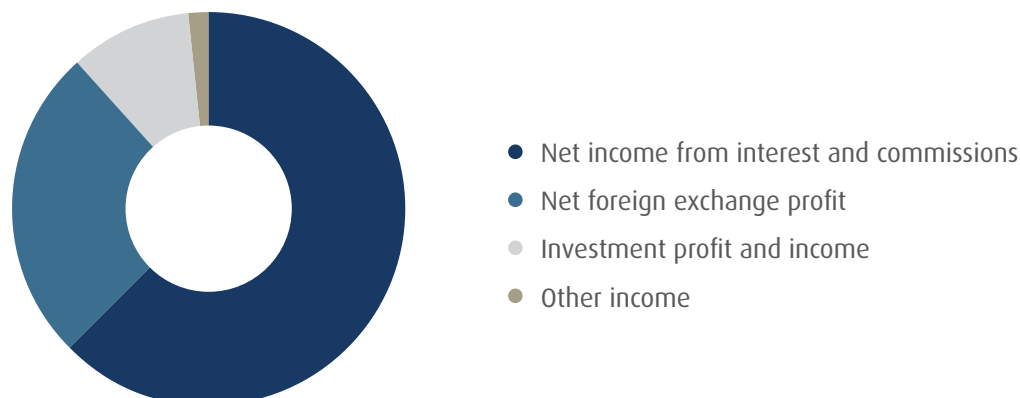 Net income from interest and commissions
Net foreign exchange profit
Investment profit and income
Other income